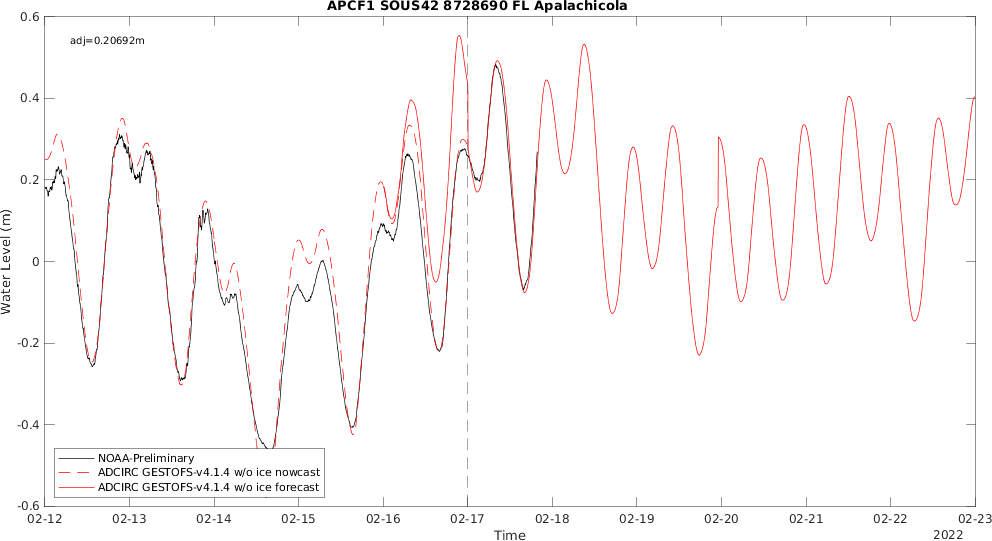 APCF1 SOUS42 8728690 FL Apalachicola
adj=0.20692m
0.6
0.4
0.2
0
-0.2
-0.4
-0.6
Water Level (m)
NOAA-Preliminary
ADCIRC GESTOFS-v4.1.4 w/o ice nowcast
ADCIRC GESTOFS-v4.1.4 w/o ice forecast
02-12 02-13 02-14 02-15 02-16 02-17 02-18 02-19 02-20 02-21 02-22 02-23
Time
2022